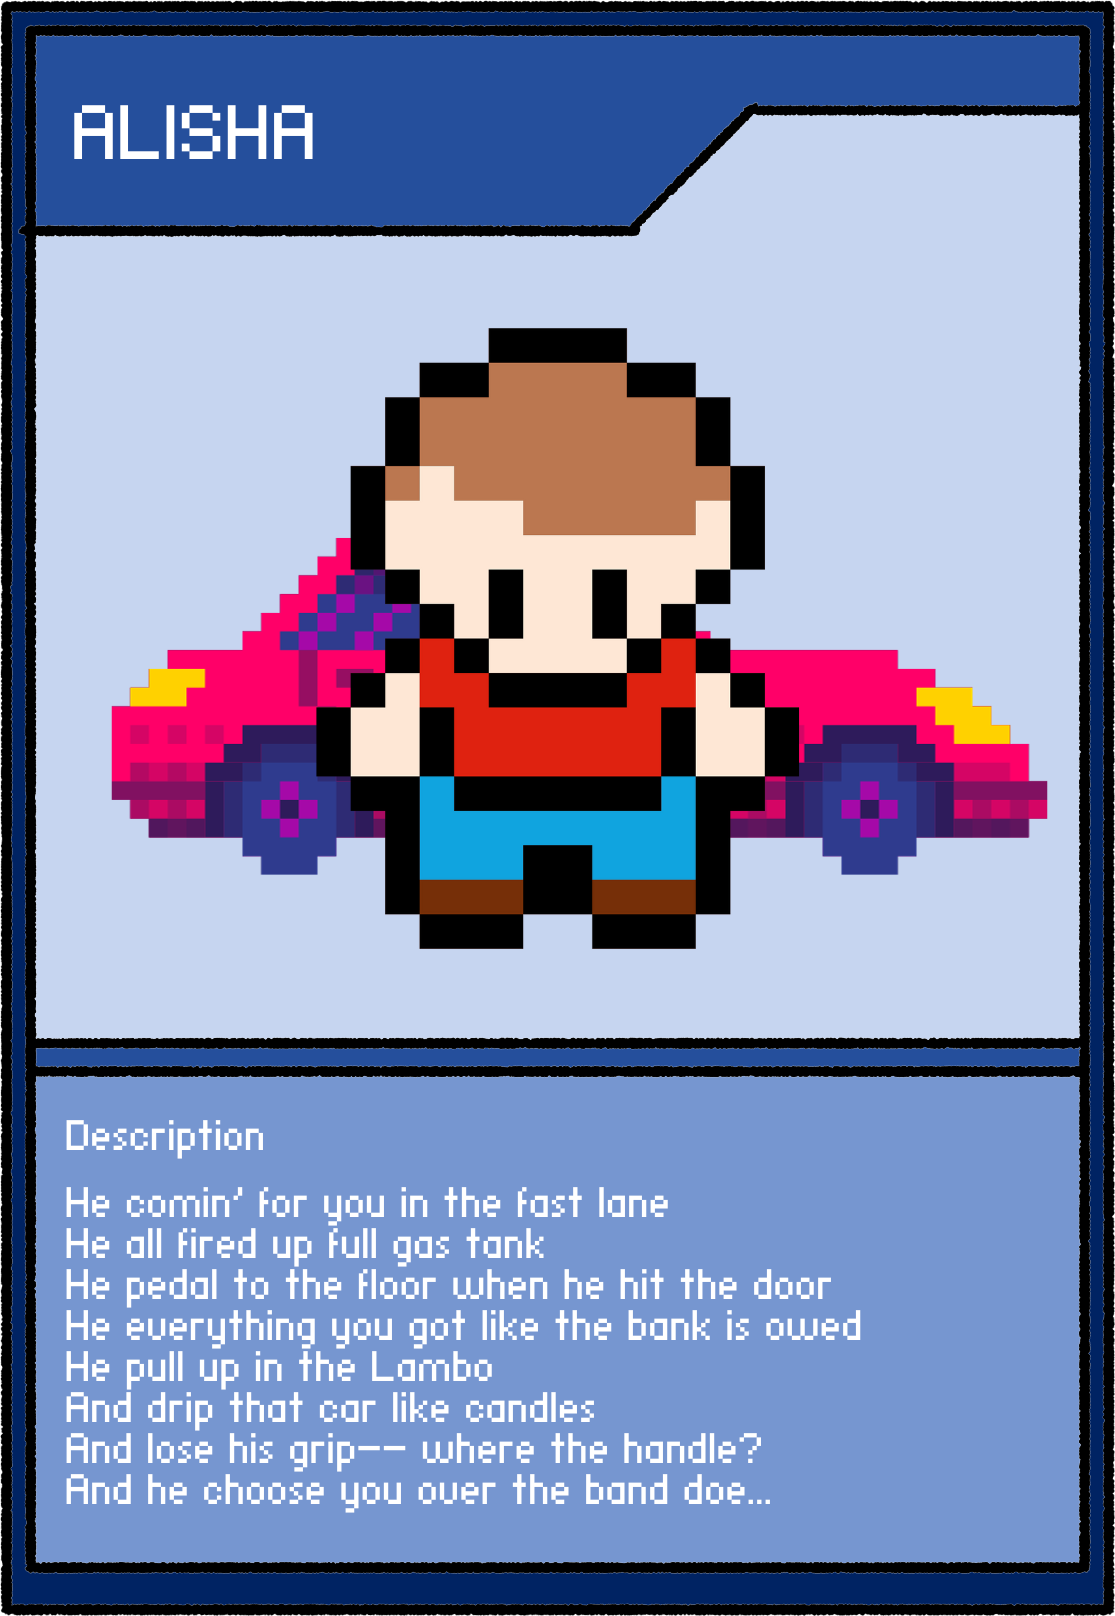 ALISHA
Description
He comin' for you in the fast lane
He all fired up full gas tank
He pedal to the floor when he hit the door
He everything you got like the bank is owed
He pull up in the Lambo
And drip that car like candles
And lose his grip-- where the handle?
And he choose you over the band doe...